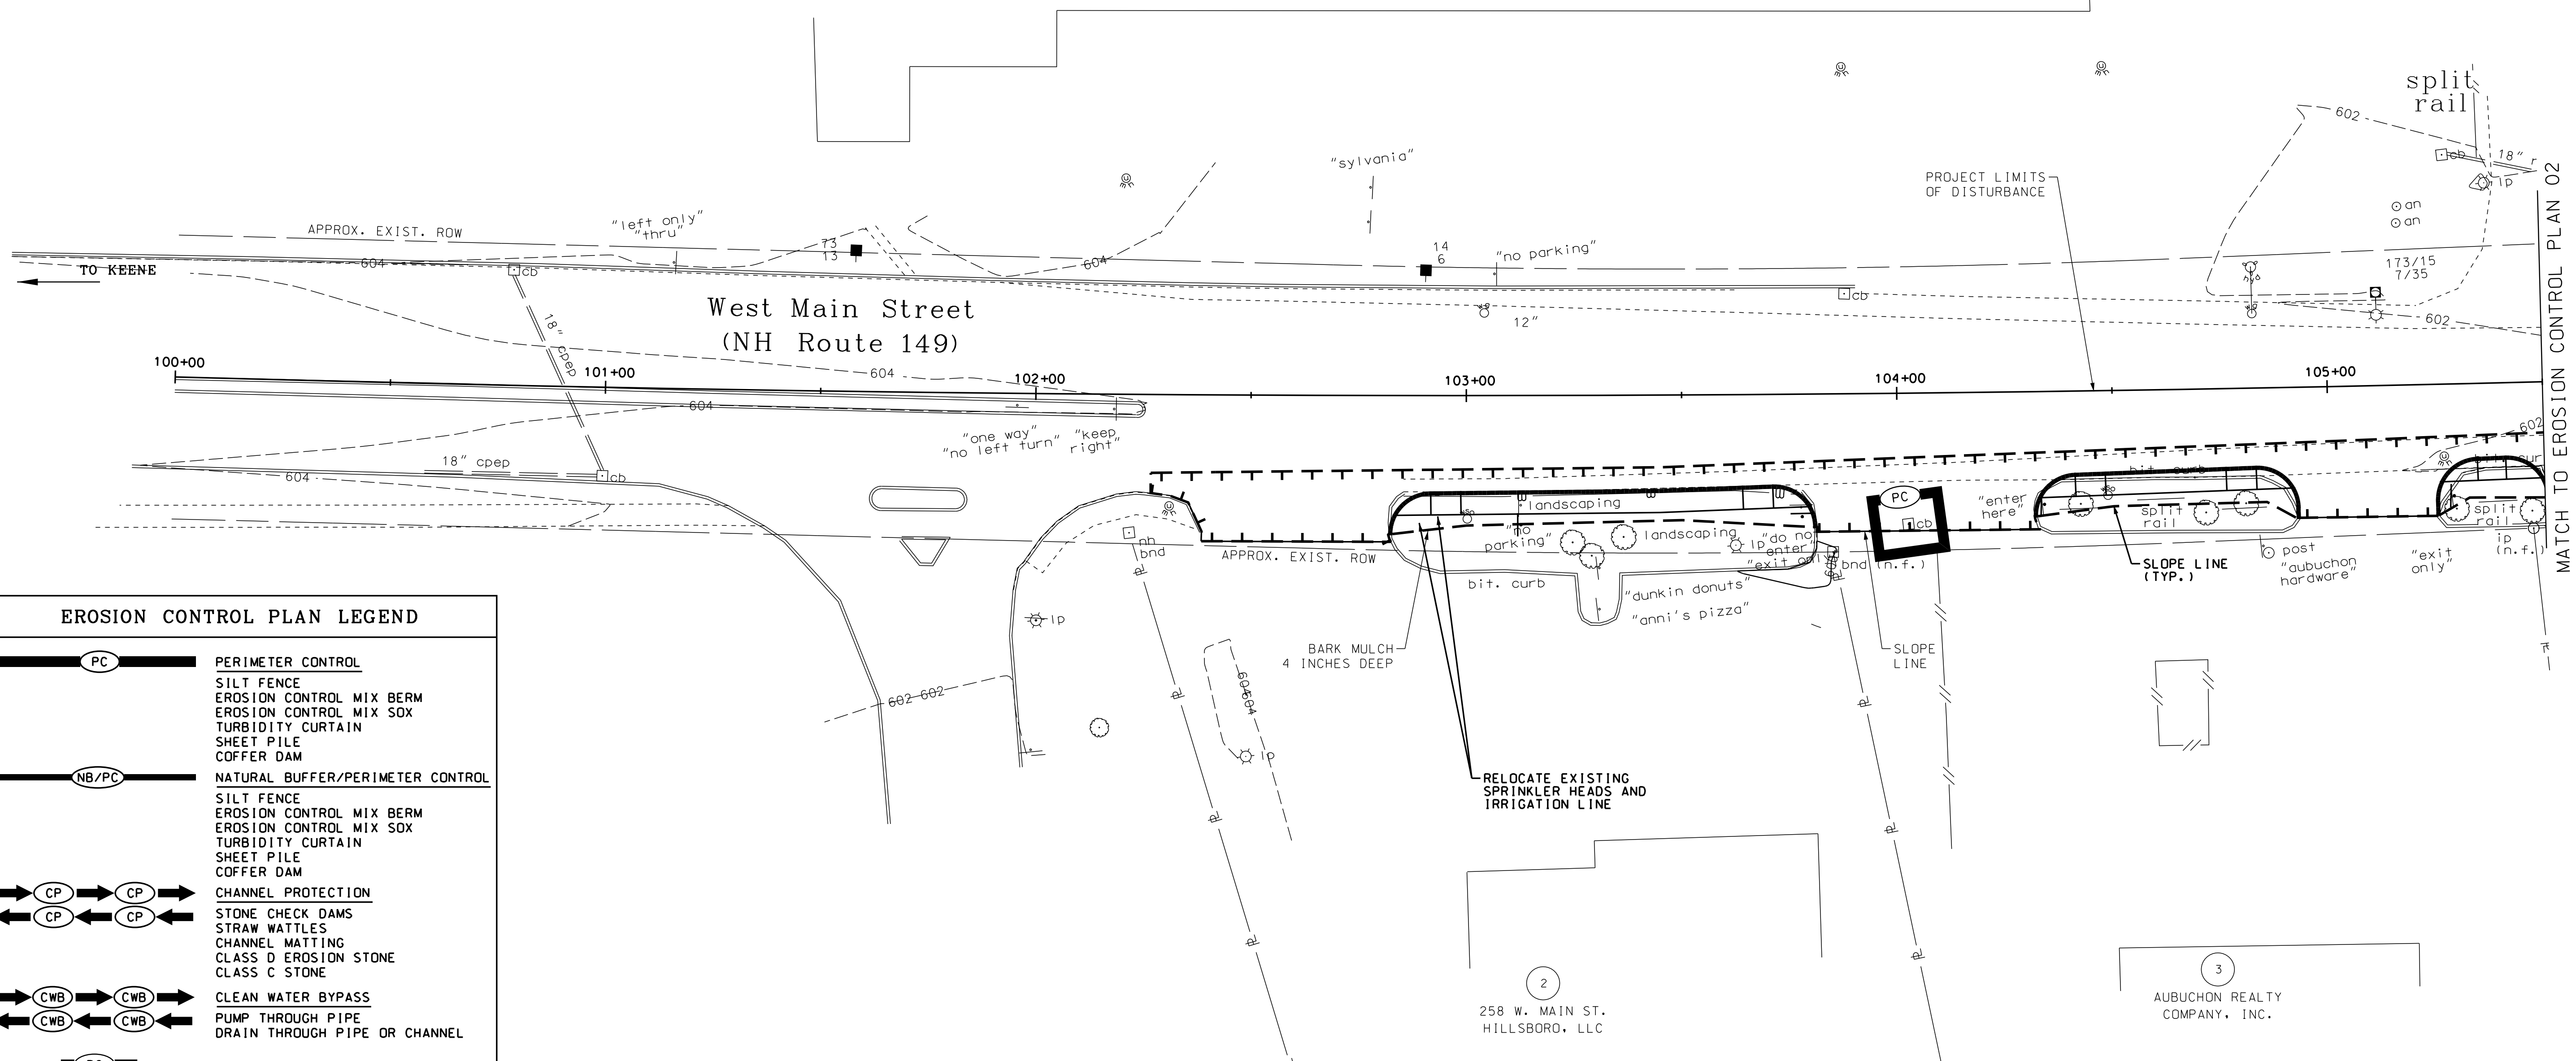 split
rail
602
cb
18" r
lp
"sylvania"
PROJECT LIMITS
OF DISTURBANCE
an
an
APPROX. EXIST. ROW
"left only"
"thru"
73
13
604
14
6
"no parking"
173/15
7/35
hyd
604
TO KEENE
cb
cb
West Main Street
(NH Route 149)
12"
602
18" cpep
100+00
101+00
102+00
103+00
104+00
105+00
604
604
MATCH TO EROSION CONTROL PLAN 02
"one way"
"no left turn"
"keep
right"
602
18" cpep
cb
604
bit. curb
bit. cur
landscaping
PC
cb
"enter
here"
split
rail
split
rail
nh
bnd
"no
parking"
landscaping
lp
"do no
enter"
"exit only"
bnd (n.f.)
APPROX. EXIST. ROW
bit. curb
"dunkin donuts"
"anni's pizza"
SLOPE LINE
(TYP.)
post
"aubuchon
hardware"
"exit
only"
ip
(n.f.)
lp
BARK MULCH
4 INCHES DEEP
SLOPE
LINE
604
604
602 602
lp
RELOCATE EXISTING
SPRINKLER HEADS AND
IRRIGATION LINE
2
258 W. MAIN ST.
HILLSBORO, LLC
3
AUBUCHON REALTY
COMPANY, INC.
EROSION CONTROL PLAN LEGEND
PC
PERIMETER CONTROL
SILT FENCE
EROSION CONTROL MIX BERM
EROSION CONTROL MIX SOX
TURBIDITY CURTAIN
SHEET PILE
COFFER DAM
NB/PC
NATURAL BUFFER/PERIMETER CONTROL
SILT FENCE
EROSION CONTROL MIX BERM
EROSION CONTROL MIX SOX
TURBIDITY CURTAIN
SHEET PILE
COFFER DAM
CP CP
CHANNEL PROTECTION
CP CP
STONE CHECK DAMS
STRAW WATTLES
CHANNEL MATTING
CLASS D EROSION STONE
CLASS C STONE
CWB CWB
CLEAN WATER BYPASS
CWB CWB
PUMP THROUGH PIPE
DRAIN THROUGH PIPE OR CHANNEL